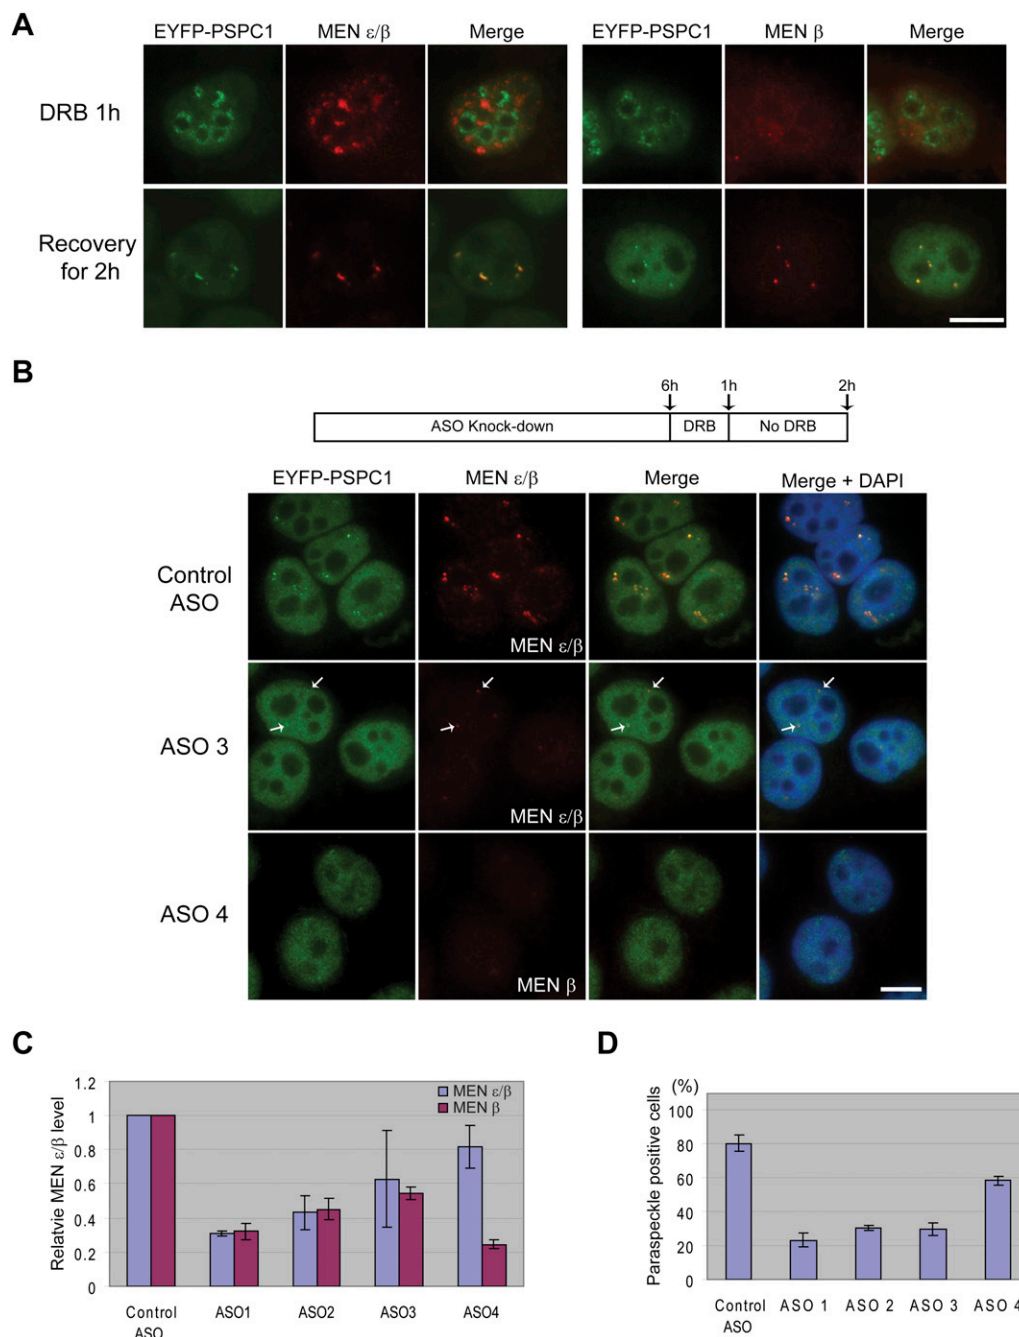 A
EYFP-PSPC1 MEN ε/β Merge EYFP-PSPC1 MEN β Merge
DRB 1h
Recovery
for 2h
B
6h 1h 2h
ASO Knock-down DRB No DRB
EYFP-PSPC1 MEN ε/β Merge Merge + DAPI
Control
ASO
MEN ε/β
ASO 3
MEN ε/β
ASO 4
MEN β
C
Relatvie MEN ε/β level
1.2
1
0.8
0.6
0.4
0.2
0
MEN ε/β
MEN β
Control
ASO
ASO1 ASO2 ASO3 ASO4
D
(%)
Paraspeckle positive cells
100
80
60
40
20
0
Control
ASO
ASO 1 ASO 2 ASO 3 ASO 4